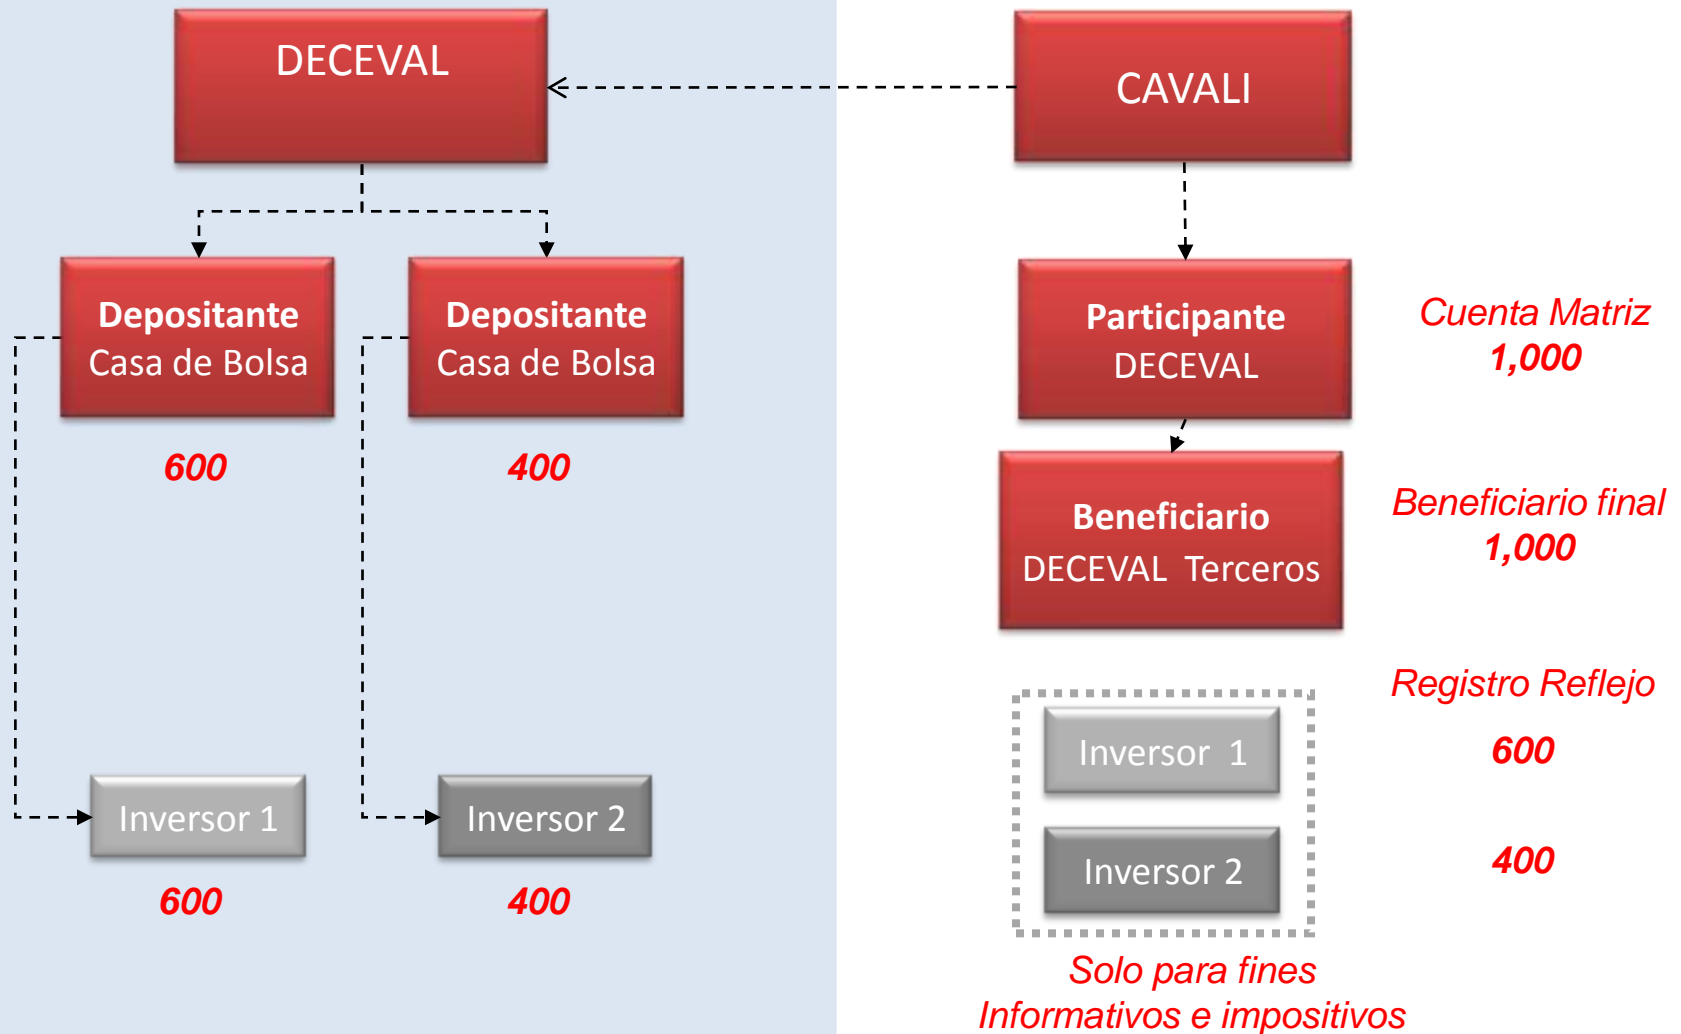 DECEVAL
CAVALI
Depositante
Casa de Bolsa
600
Depositante
Casa de Bolsa
400
Participante
DECEVAL
Cuenta Matriz
1,000
Beneficiario
DECEVAL Terceros
Beneficiario final
1,000
Inversor 1
600
Inversor 2
400
Registro Reflejo
Inversor 1
600
Inversor 2
400
Solo para fines
Informativos e impositivos